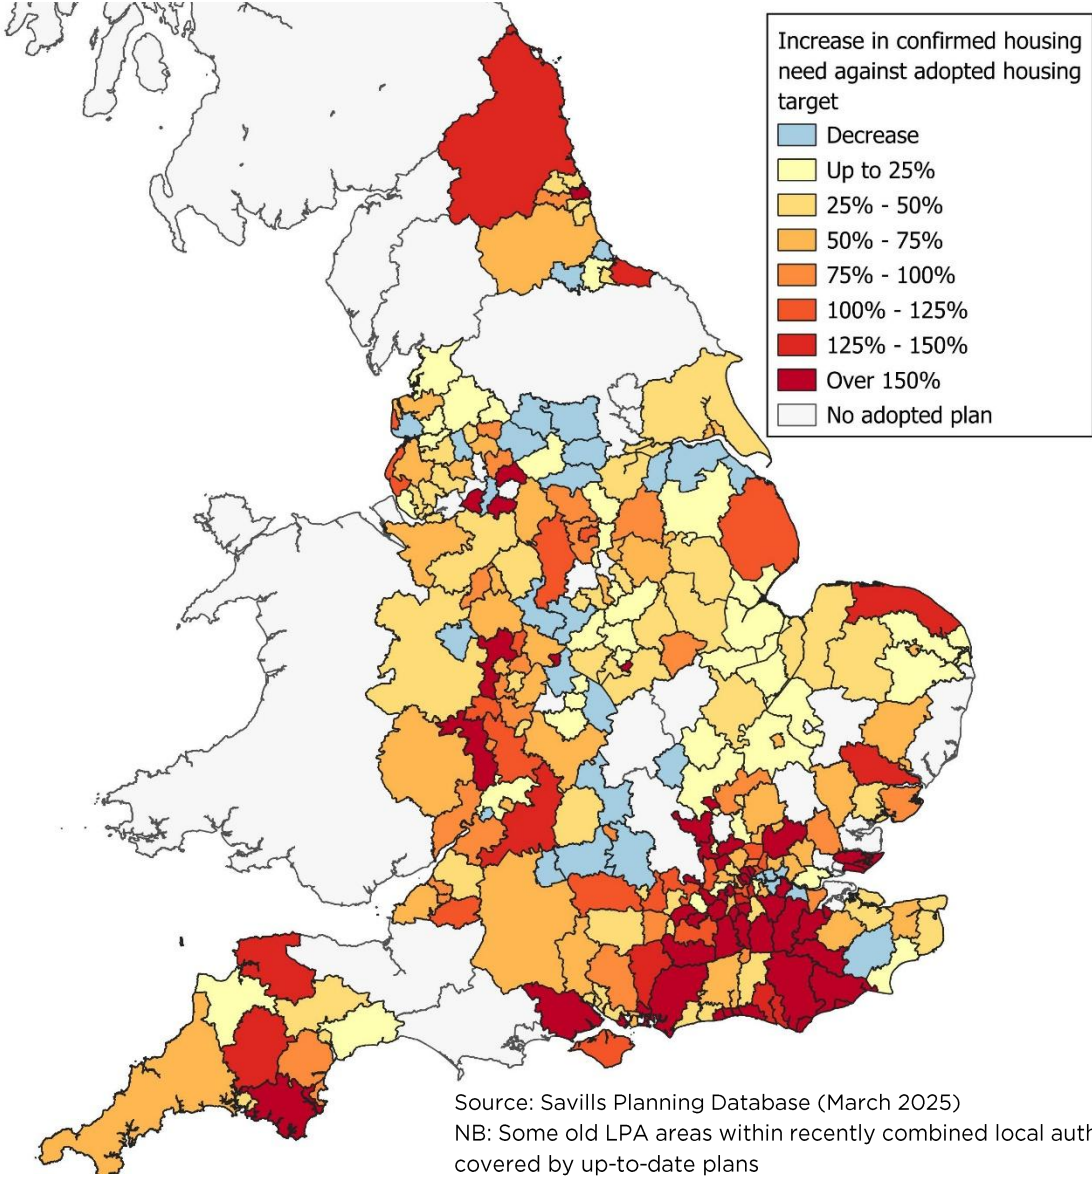 Increase in confirmed housing
need against adopted housing
target
Decrease
Up to 25%
25% - 50%
50% - 75%
75% - 100%
100% - 125%
125% - 150%
Over 150%
No adopted plan
Source: Savills Planning Database (March 2025)
NB: Some old LPA areas within recently combined local auth
covered by up-to-date plans